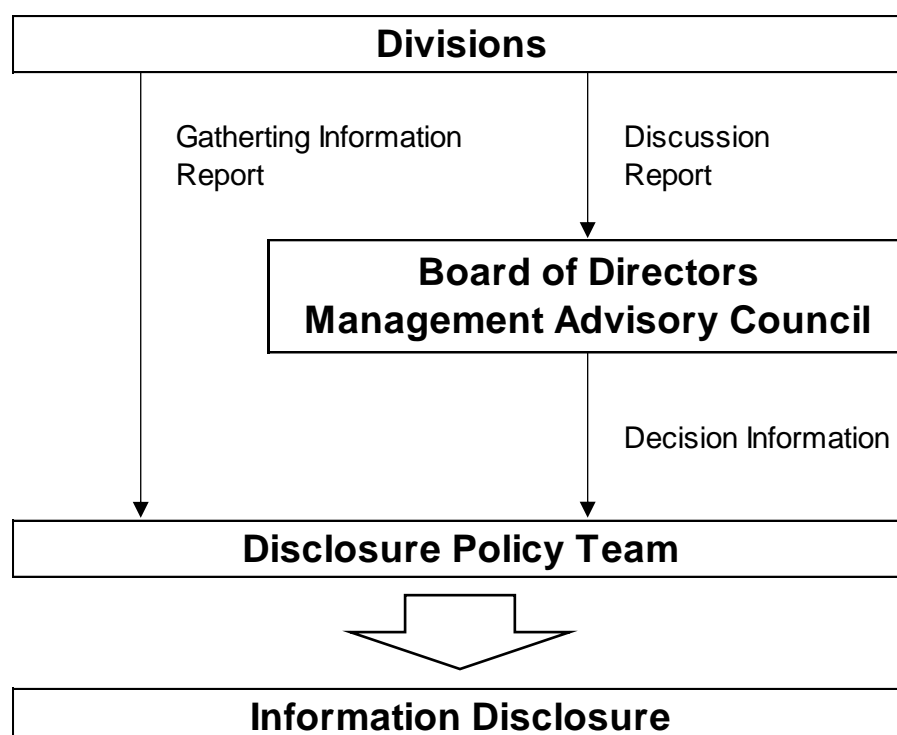 Divisions
Gatherting Information
Report
Discussion
Report
Board of Directors
Management Advisory Council
Decision Information
Disclosure Policy Team
Information Disclosure